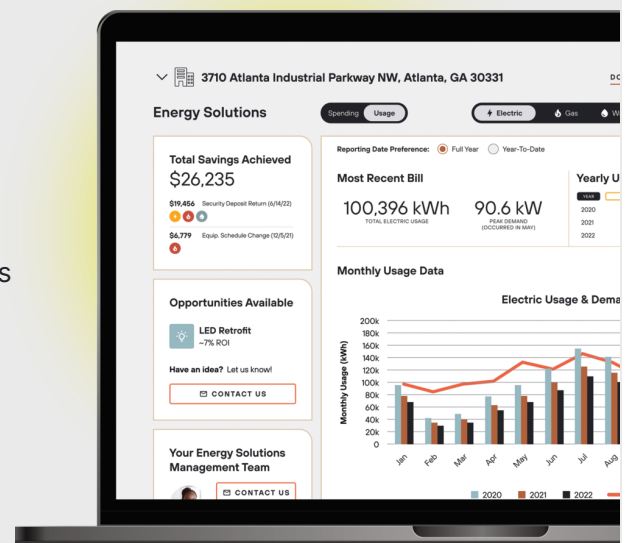 s
3710 Atlanta Industrial Parkway NW, Atlanta, GA 30331
Energy Solutions
Spending Usage
Electric Gas
Total Savings Achieved
$26,235
$19,456 Security Deposit Return (6/14/22)
$6,779 Equip. Schedule Change (12/5/21)
Opportunities Available
LED Retrofit
~7% ROI
Have an idea? Let us know!
CONTACT US
Your Energy Solutions
Management Team
CONTACT US
Reporting Date Preference: Full Year Year-To-Date
Most Recent Bill
100,396 kWh
TOTAL ELECTRIC USAGE
90.6 kW
PEAK DEMAND
(OCCURRED IN MAY)
Yearly U
YEAR
2020
2021
2022
Monthly Usage Data
Electric Usage & Dema
Monthly Usage (kWh)
200k
180k
160k
140k
120k
100k
80k
60k
40k
20k
0
Jan Feb Mar Apr May Jun Jul Aug
2020 2021 2022